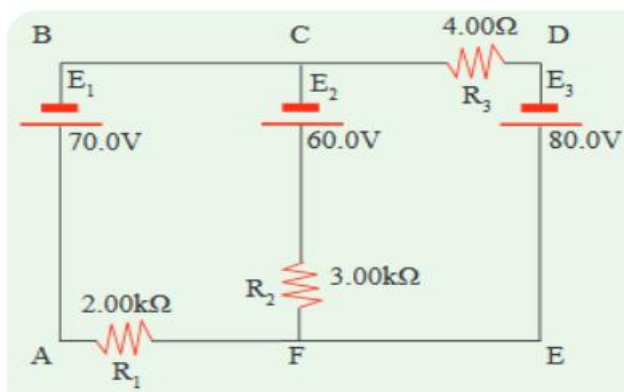 4.00Ω
B C D
E₁ E₂ R₃ E₃
70.0V 60.0V 80.0V
R₂ 3.00kΩ
2.00kΩ
A F E
R₁